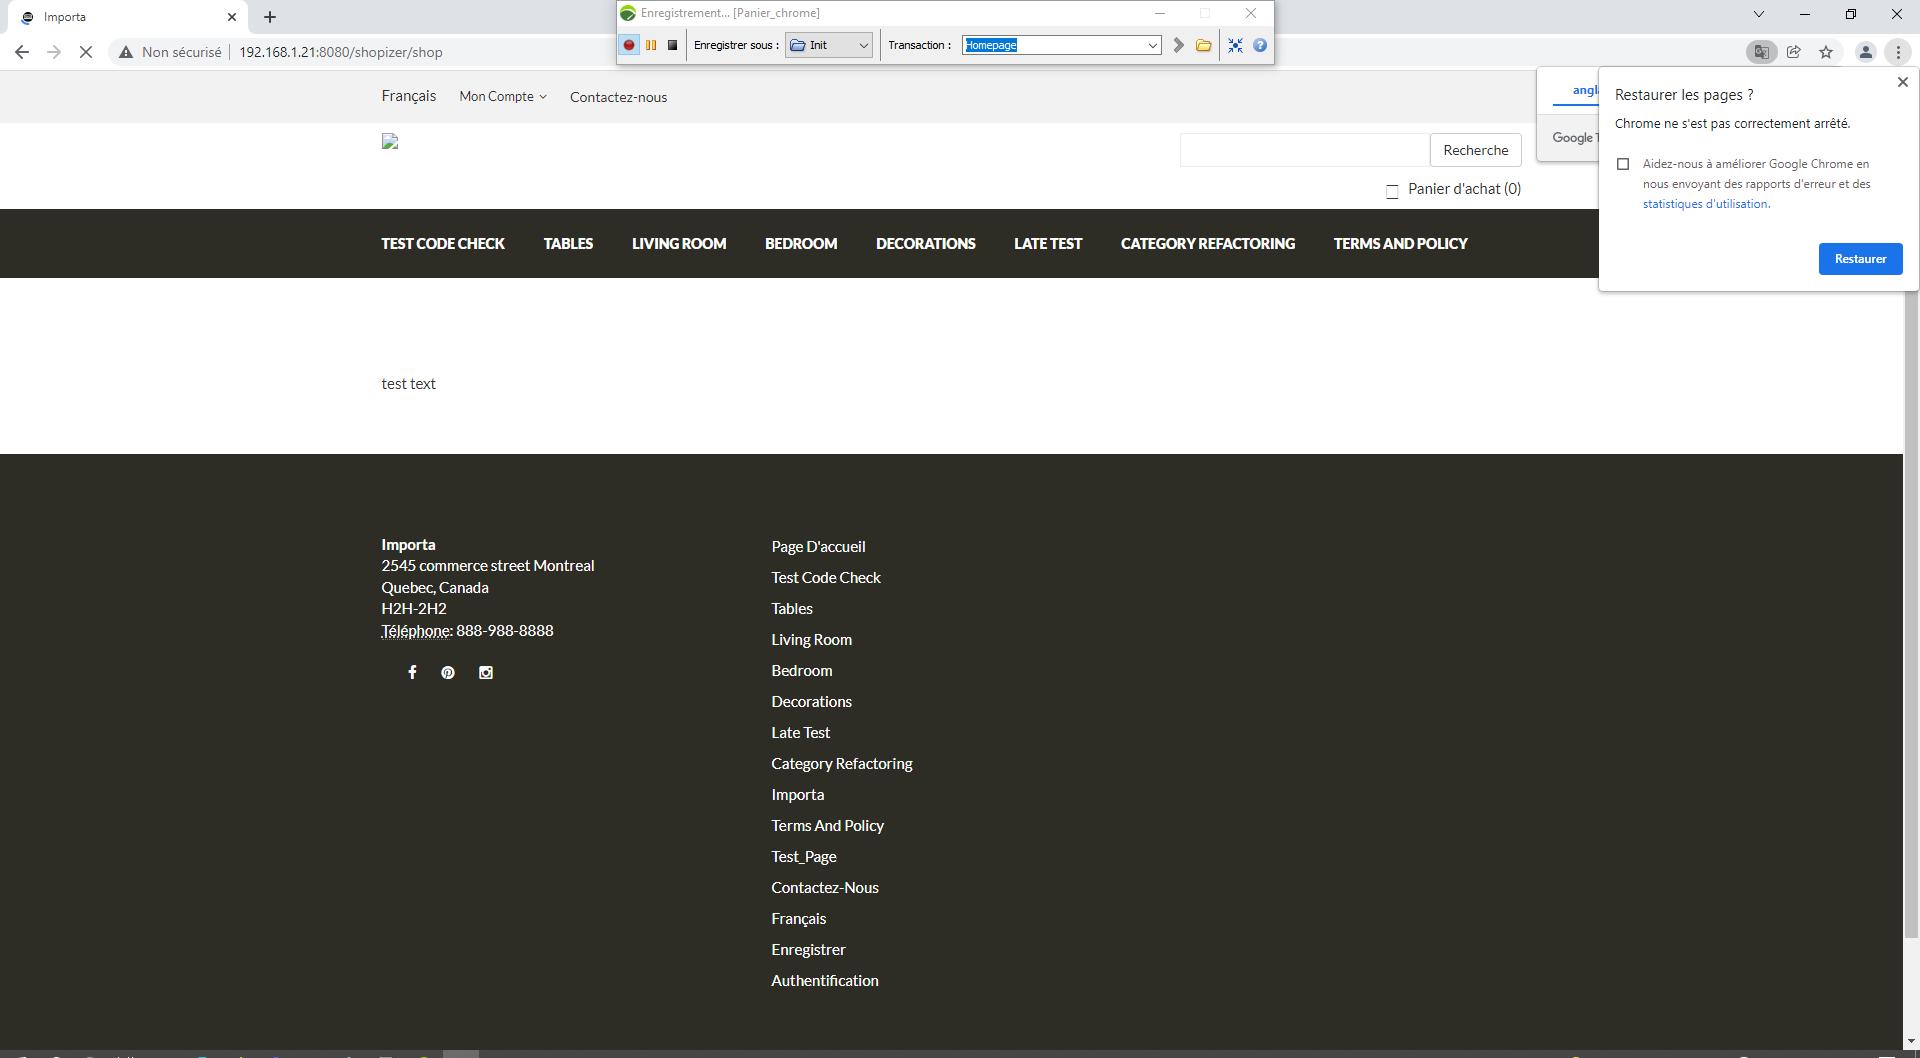 Importa
Enregistrement... [Panier_chrome]
Enregistrer sous :
Init
Transaction :
Homepage
Non sécurisé
192.168.1.21:8080/shopizer/shop
Français
Mon Compte
Contactez-nous
Google
Restaurer les pages ?
Chrome ne s'est pas correctement arrêté.
Aidez-nous à améliorer Google Chrome en
nous envoyant des rapports d'erreur et des
statistiques d'utilisation.
Restaurer
Recherche
Panier d'achat (0)
TEST CODE CHECK
TABLES
LIVING ROOM
BEDROOM
DECORATIONS
LATE TEST
CATEGORY REFACTORING
TERMS AND POLICY
test text
Importa
2545 commerce street Montreal
Quebec, Canada
H2H-2H2
Téléphone: 888-988-8888
Page D'accueil
Test Code Check
Tables
Living Room
Bedroom
Decorations
Late Test
Category Refactoring
Importa
Terms And Policy
Test_Page
Contactez-Nous
Français
Enregistrer
Authentification